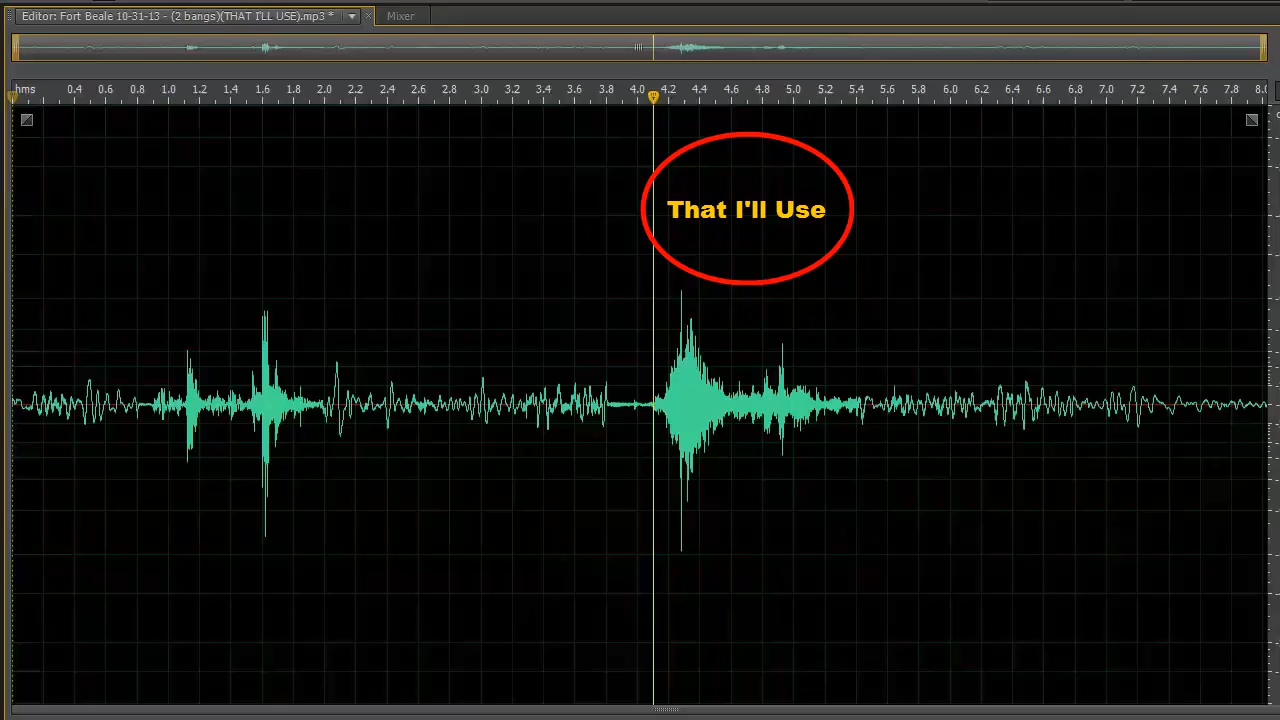 Editor: Fort Beale 10-31-13 - (2 bangs)(THAT I'LL USE).mp3 *
Mixer
hms 0.4 0.6 0.8 1.0 1.2 1.4 1.6 1.8 2.0 2.2 2.4 2.6 2.8 3.0 3.2 3.4 3.6 3.8 4.0 4.2 4.4 4.6 4.8 5.0 5.2 5.4 5.6 5.8 6.0 6.2 6.4 6.6 6.8 7.0 7.2 7.4 7.6 7.8 8.0
That I'll Use